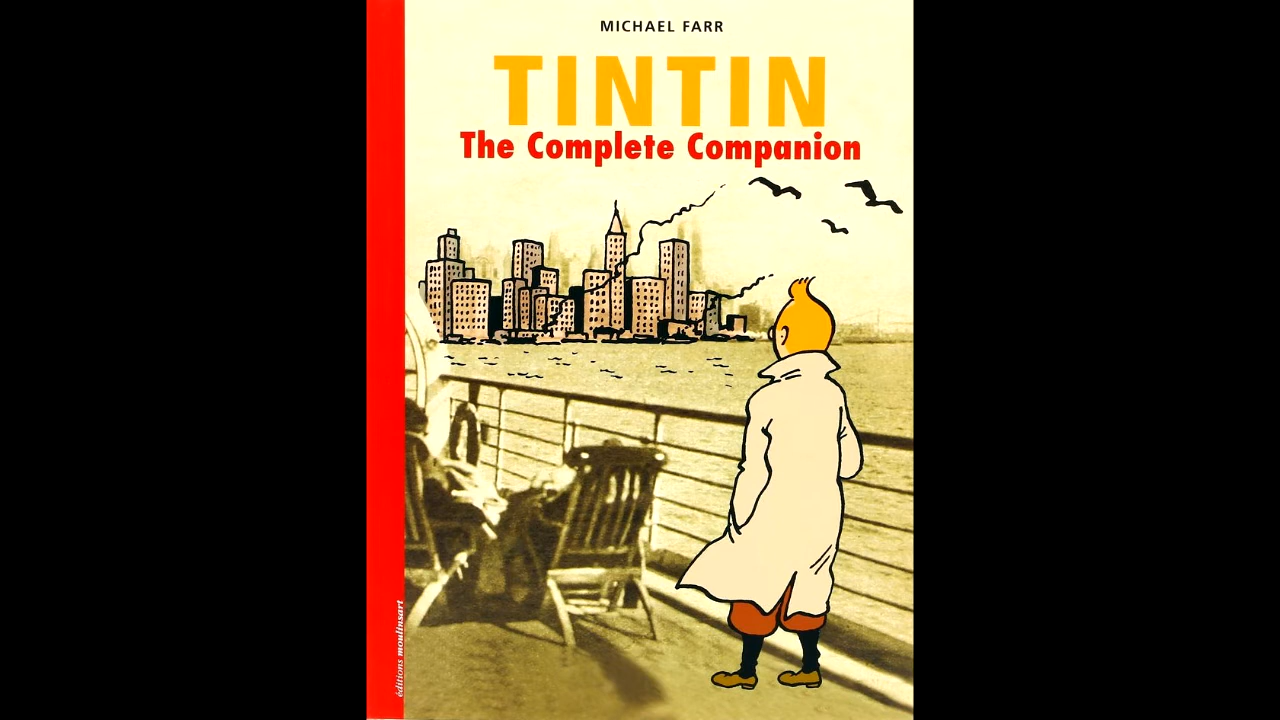 MICHAEL FARR
TINTIN
The Complete Companion
éditions moulinsart